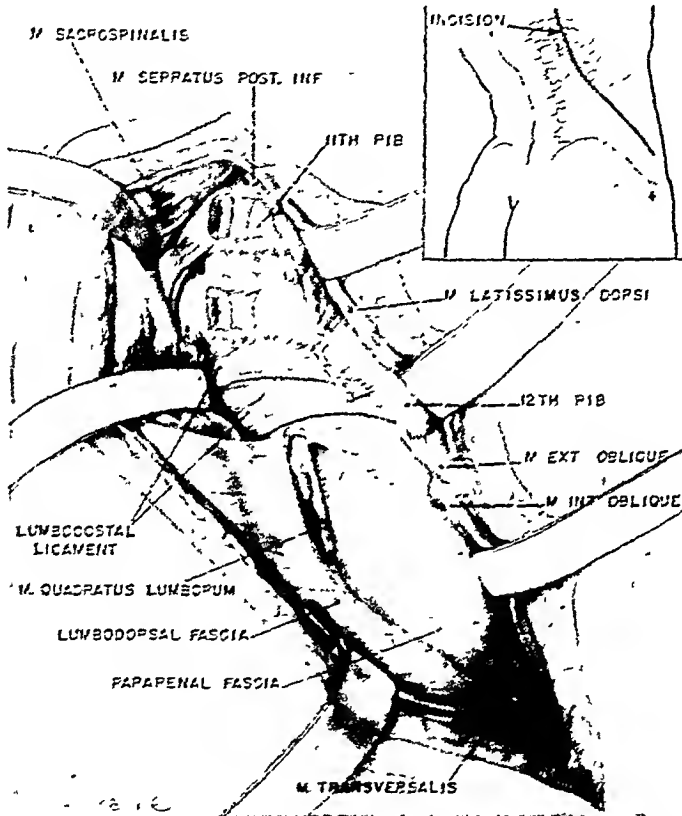 M SACROSPINALIS
M SERRATUS POST. INF
11TH RIB
INCISION
M LATISSIMUS DORSI
12TH RIB
M EXT OBLIQUE
M INT OBLIQUE
LUMBOCOSTAL
LIGAMENT
M. QUADRATUS LUMBORUM
LUMBODORSAL FASCIA
PARARENAL FASCIA
M. TRANSVERSALIS